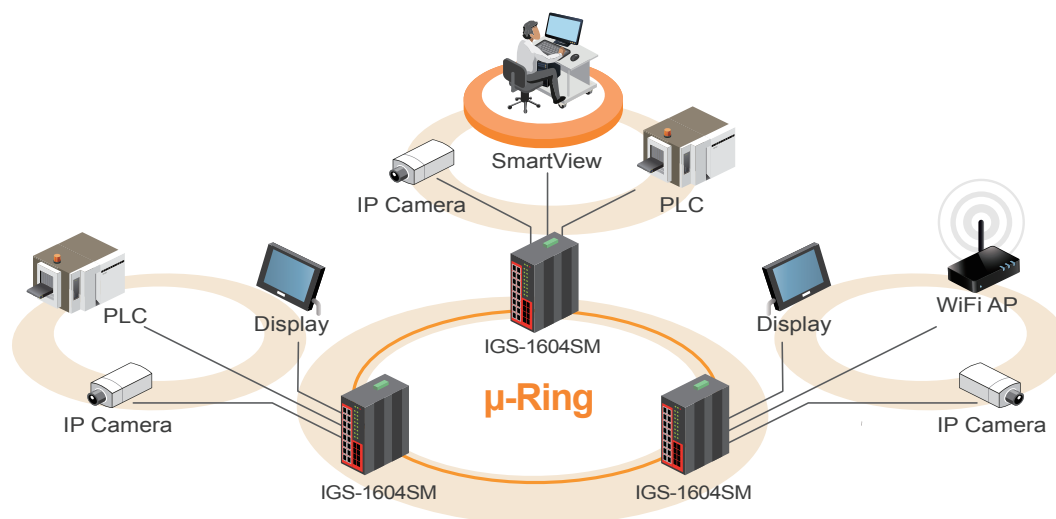 SmartView
IP Camera
PLC
PLC
Display
IGS-1604SM
Display
WiFi AP
IP Camera
μ-Ring
IP Camera
IGS-1604SM
IGS-1604SM